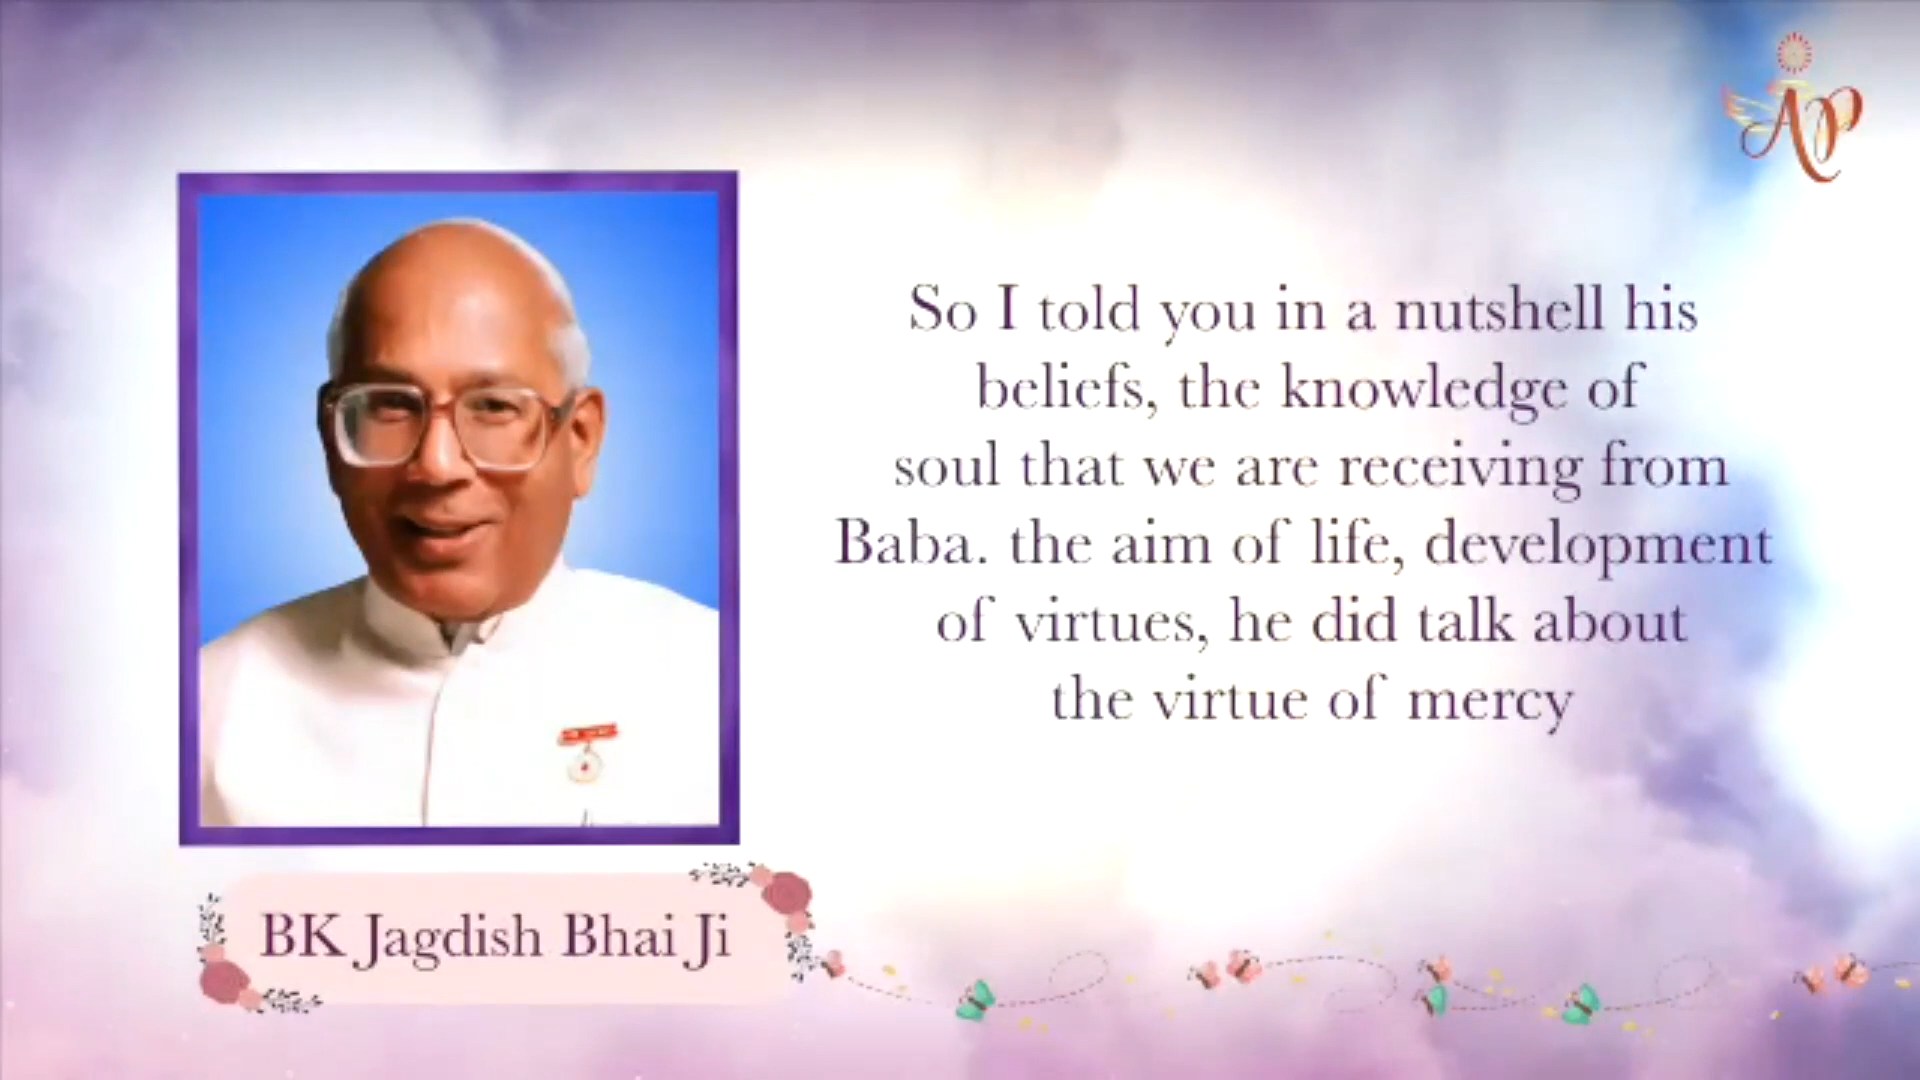 So I told you in a nutshell his
beliefs, the knowledge of
soul that we are receiving from
Baba. the aim of life, development
of virtues, he did talk about
the virtue of mercy
BK Jagdish Bhai Ji